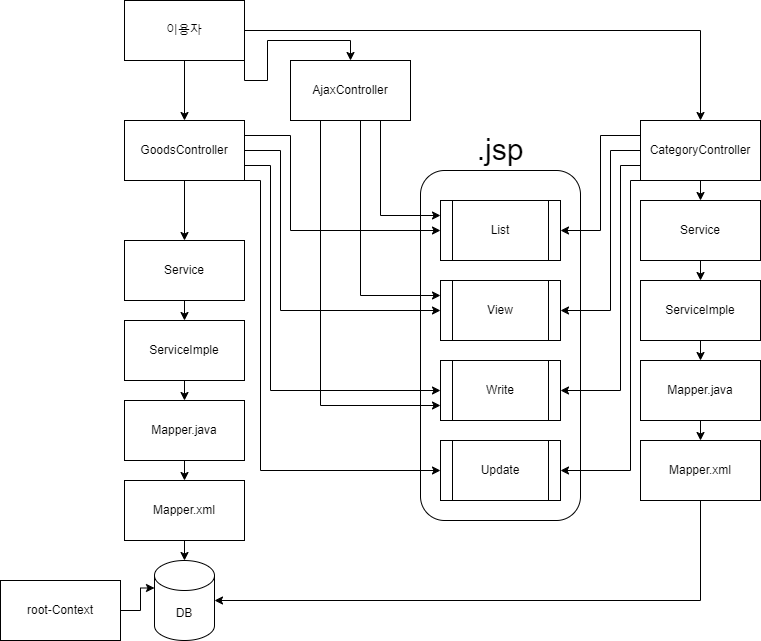 이용자
AjaxController
GoodsController
.jsp
CategoryController
List
Service
Service
View
ServiceImple
ServiceImple
Write
Mapper.java
Mapper.java
Update
Mapper.xml
Mapper.xml
root-Context
DB